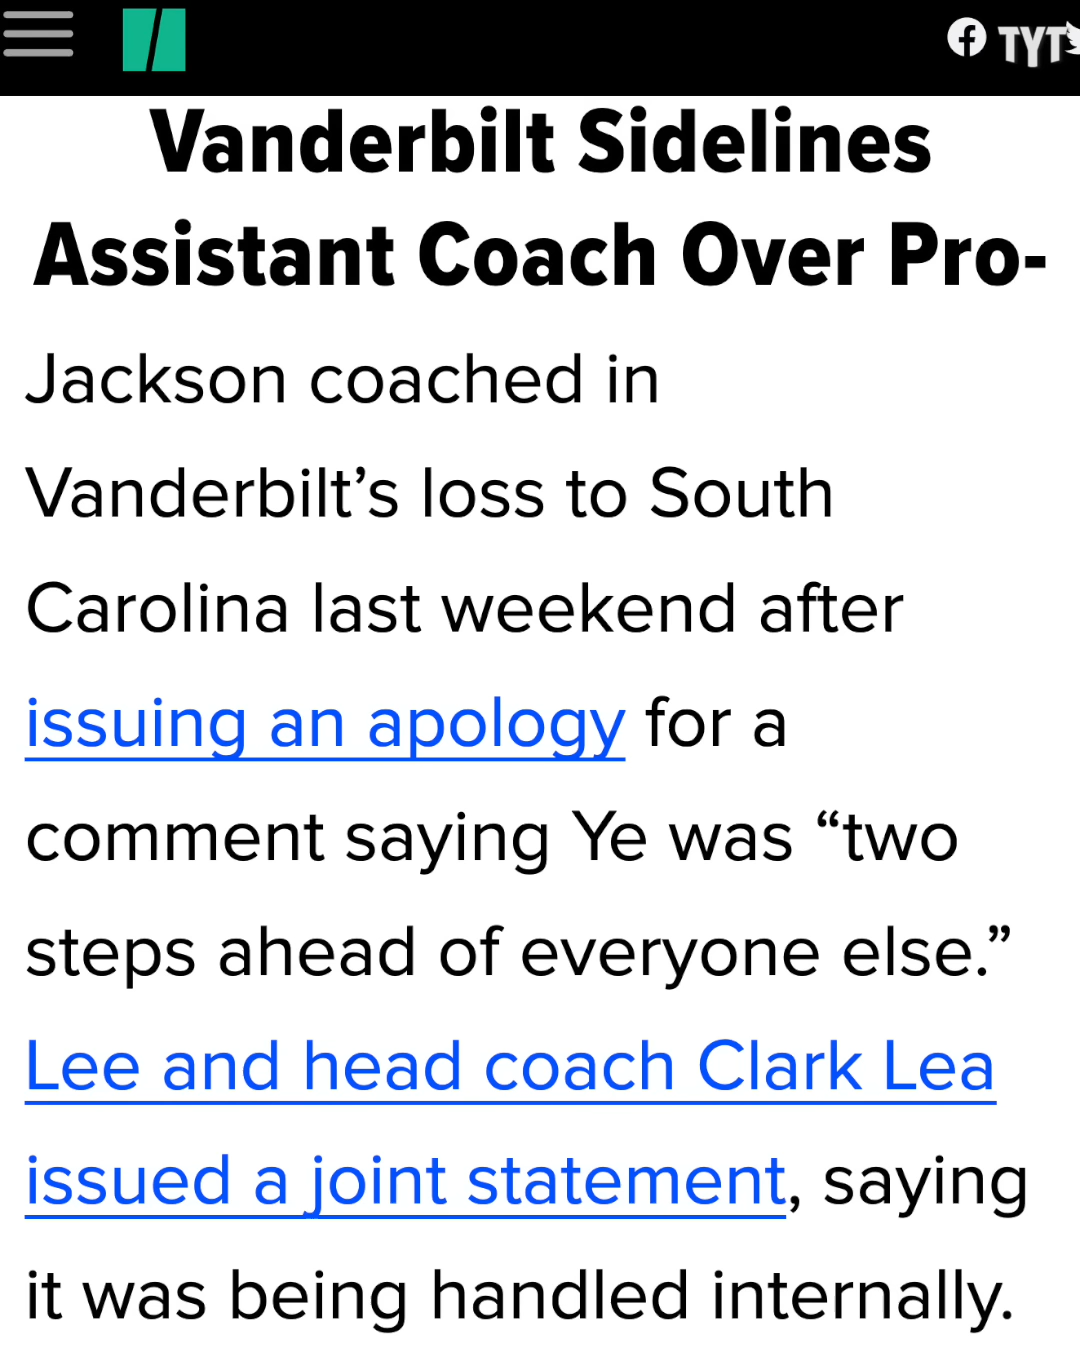 TYT
Vanderbilt Sidelines
Assistant Coach Over Pro-
Jackson coached in
Vanderbilt’s loss to South
Carolina last weekend after
issuing an apology for a
comment saying Ye was “two
steps ahead of everyone else.”
Lee and head coach Clark Lea
issued a joint statement, saying
it was being handled internally.